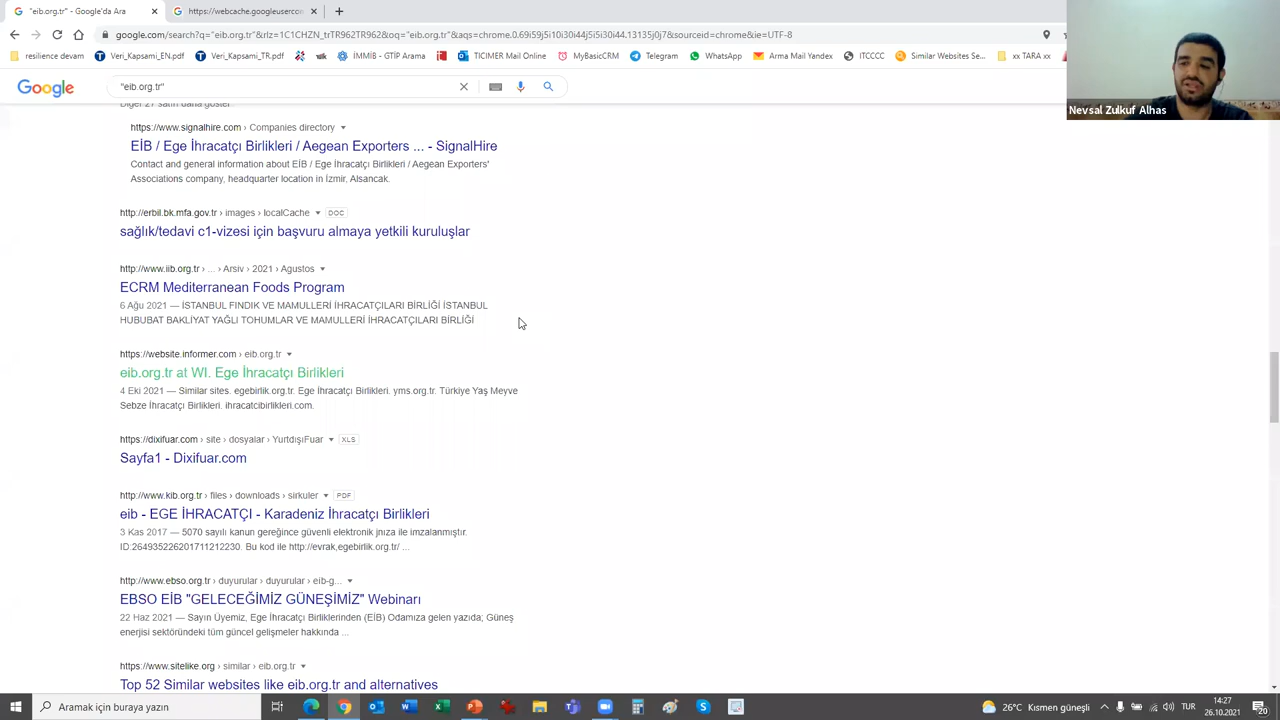 "eib.org.tr" - Google'da Ara
https://webcache.googleusercon
google.com/search?q="eib.org.tr"&rlz=1C1CHZN_trTR962TR962&oq="eib.org.tr"&aqs=chrome.0.69i59j5i10i30i44j5i5i30i44.13135j0j7&sourceid=chrome&ie=UTF-8
resilience devam
Veri_Kapsami_EN.pdf
Veri_Kapsami_TR.pdf
İMMİB - GTİP Arama
TICIMER Mail Online
MyBasicCRM
Telegram
WhatsApp
Arma Mail Yandex
ITCCCC
Similar Websites Se...
xx TARA
Nevsal Zulkuf Alhas
Google
"eib.org.tr"
Diğer 27 satırı daha göster
https://www.signalhire.com › Companies directory
EİB / Ege İhracatçı Birlikleri / Aegean Exporters ... - SignalHire
Contact and general information about EİB / Ege İhracatçı Birlikleri / Aegean Exporters'
Associations company, headquarter location in İzmir, Alsancak.
http://erbil.bk.mfa.gov.tr › images › localCache DOC
sağlık/tedavi c1-vizesi için başvuru almaya yetkili kuruluşlar
http://www.iib.org.tr › ... › Arsiv › 2021 › Agustos
ECRM Mediterranean Foods Program
6 Ağu 2021 — İSTANBUL FINDIK VE MAMULLERİ İHRACATÇILARI BİRLİĞİ İSTANBUL
HUBUBAT BAKLİYAT YAĞLI TOHUMLAR VE MAMULLERİ İHRACATÇILARI BİRLİĞİ
https://website.informer.com › eib.org.tr
eib.org.tr at WI. Ege İhracatçı Birlikleri
4 Eki 2021 — Similar sites. egebirlik.org.tr. Ege İhracatçı Birlikleri. yms.org.tr. Türkiye Yaş Meyve
Sebze İhracatçı Birlikleri. ihracatcibirlikleri.com.
https://dixifuar.com › site › dosyalar › YurtdışıFuar XLS
Sayfa1 - Dixifuar.com
http://www.kib.org.tr › files › downloads › sirkuler PDF
eib - EGE İHRACATÇI - Karadeniz İhracatçı Birlikleri
3 Kas 2017 — 5070 sayılı kanun gereğince güvenli elektronik jnıza ile imzalanmıştır.
ID:264935226201711212230. Bu kod ile http://evrak,egebirlik.org.tr/ ...
http://www.ebso.org.tr › duyurular › duyurular › eib-g...
EBSO EİB "GELECEĞİMİZ GÜNEŞİMİZ" Webinarı
22 Haz 2021 — Sayın Üyemiz, Ege İhracatçı Birliklerinden (EİB) Odamıza gelen yazıda; Güneş
enerjisi sektöründeki tüm güncel gelişmeler hakkında ...
https://www.sitelike.org › similar › eib.org.tr
Top 52 Similar websites like eib.org.tr and alternatives
Aramak için buraya yazın
26°C Kısmen güneşli
TUR
14:27
26.10.2021
20